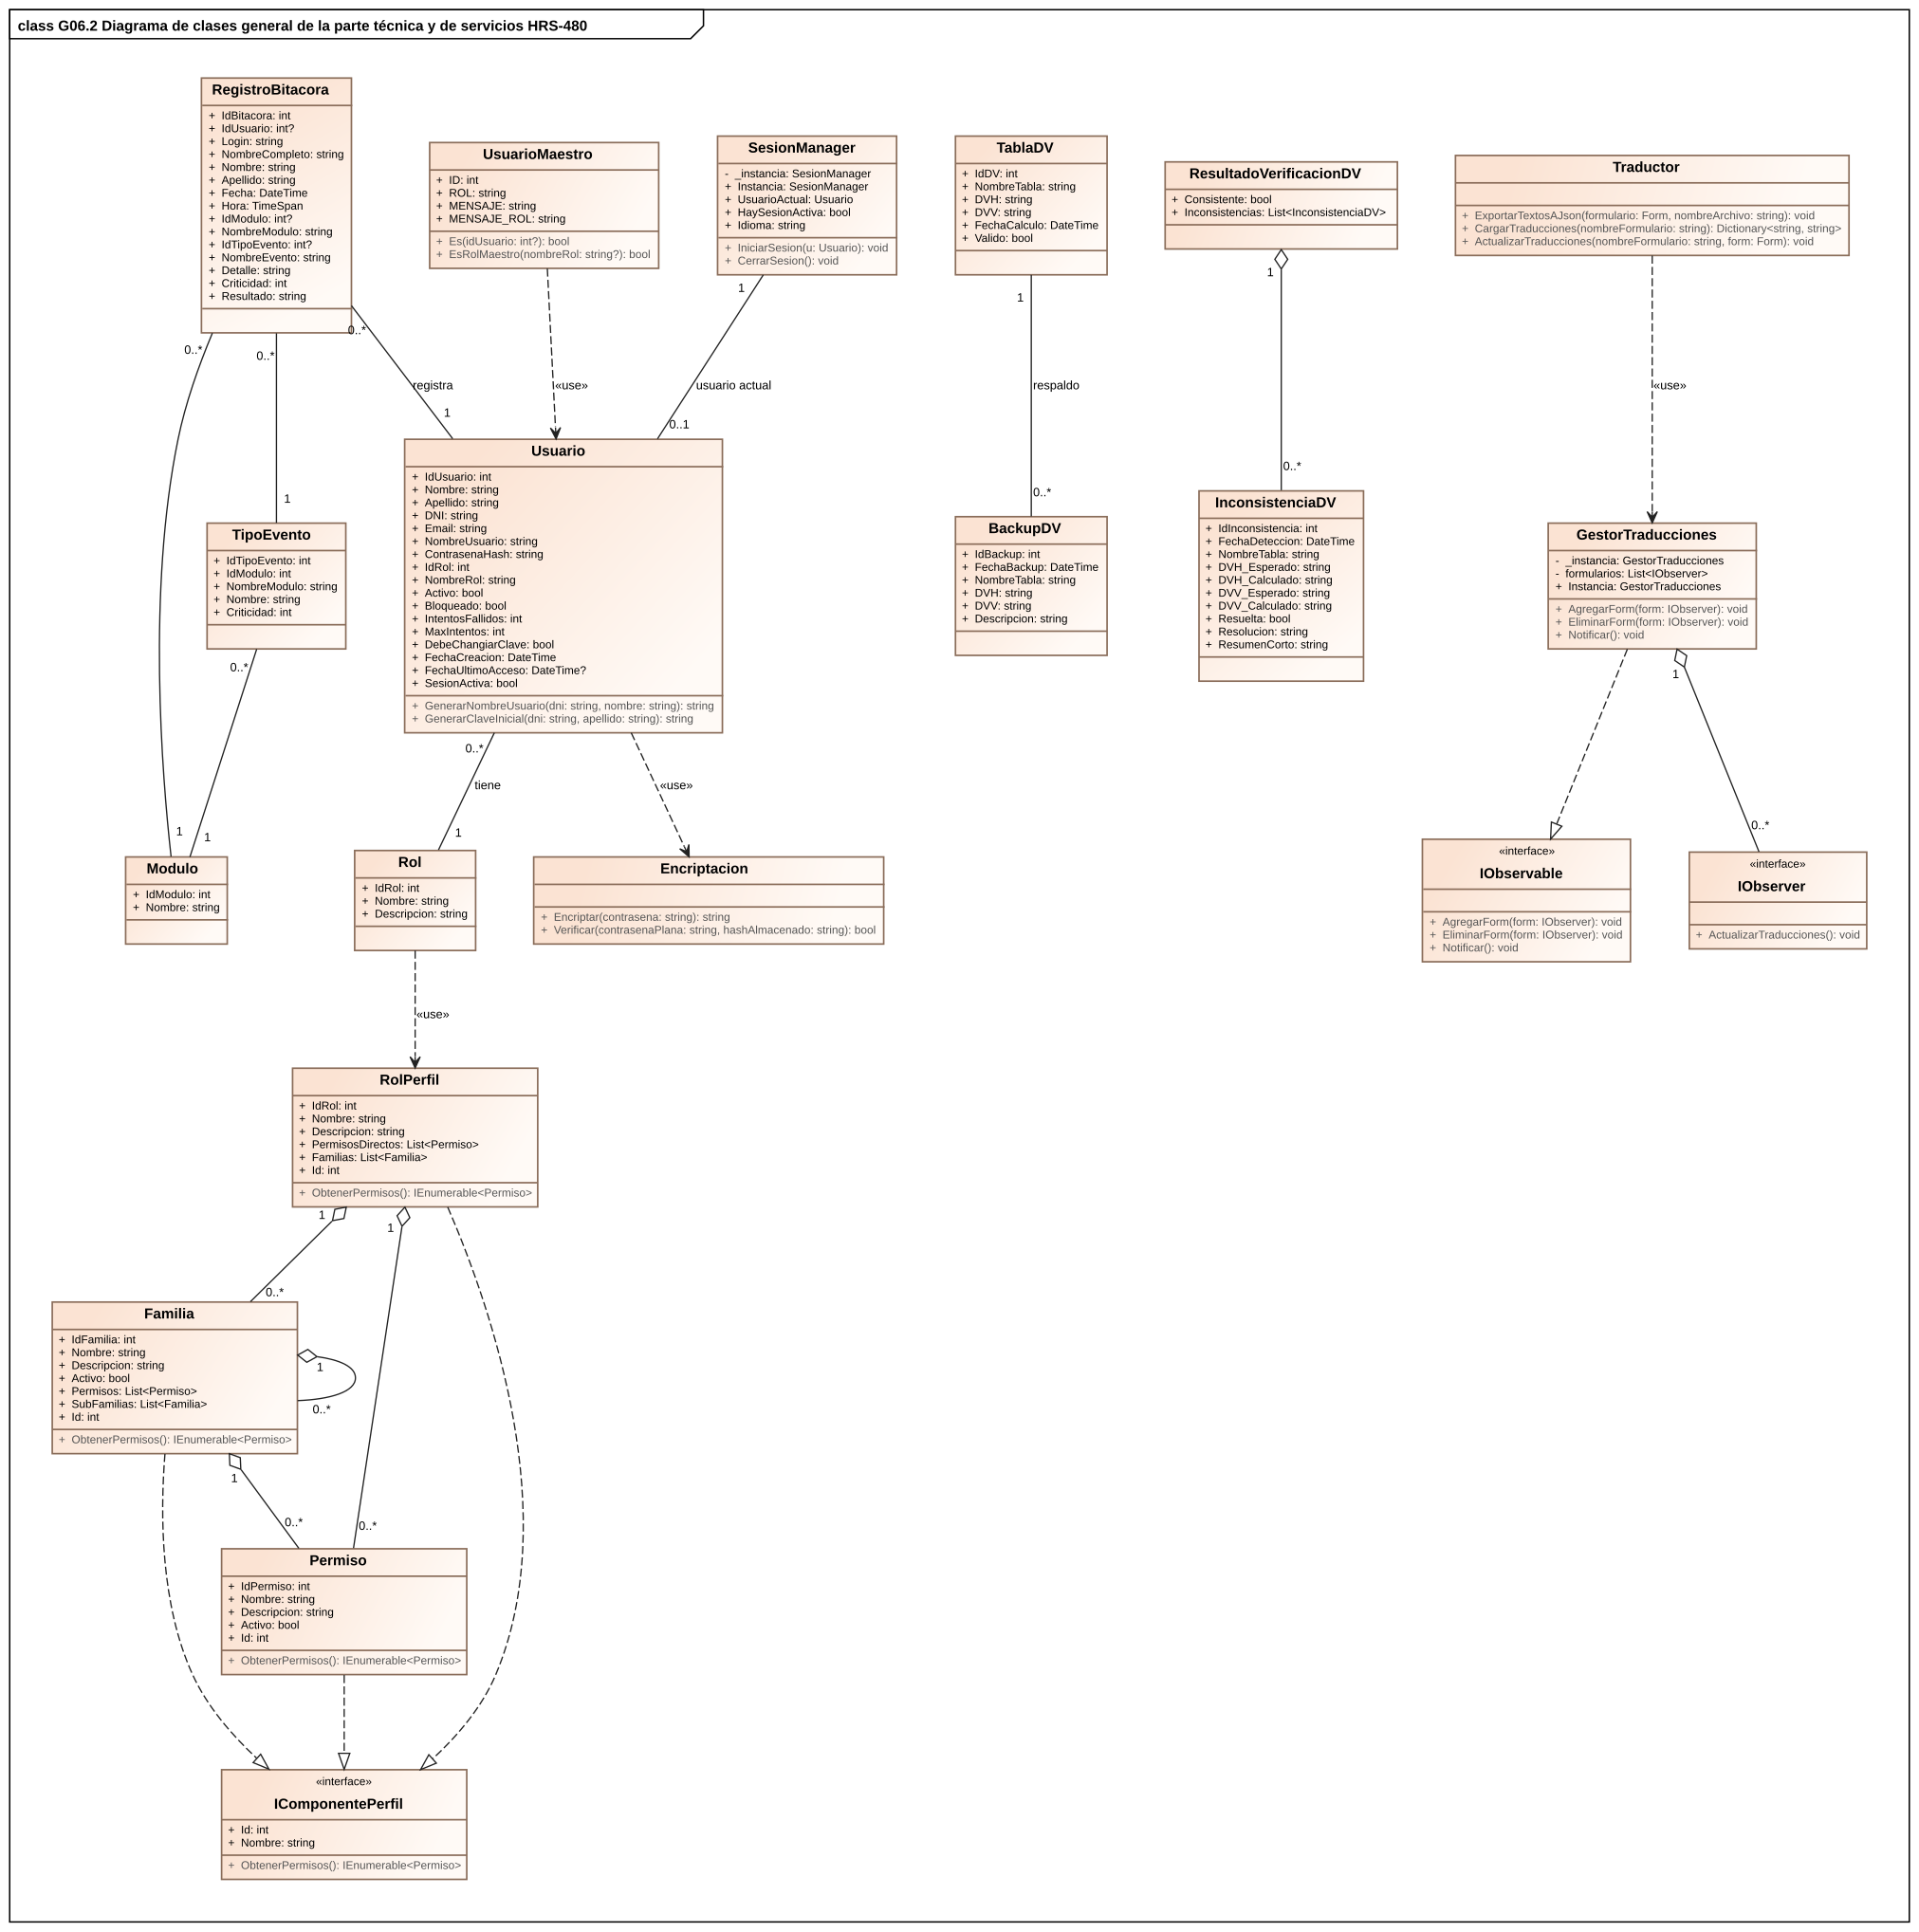 class G06.2 Diagrama de clases general de la parte técnica y de servicios HRS-480
RegistroBitacora
+ IdBitacora: int
+ IdUsuario: int?
+ Login: string
+ NombreCompleto: string
+ Nombre: string
+ Apellido: string
+ Fecha: DateTime
+ Hora: TimeSpan
+ IdModulo: int?
+ NombreModulo: string
+ IdTipoEvento: int?
+ NombreEvento: string
+ Detalle: string
+ Criticidad: int
+ Resultado: string
UsuarioMaestro
+ ID: int
+ ROL: string
+ MENSAJE: string
+ MENSAJE_ROL: string
+ Es(idUsuario: int?): bool
+ EsRolMaestro(nombreRol: string?): bool
SesionManager
- _instancia: SesionManager
+ Instancia: SesionManager
+ UsuarioActual: Usuario
+ HaySesionActiva: bool
+ Idioma: string
+ IniciarSesion(u: Usuario): void
+ CerrarSesion(): void
TablaDV
+ IdDV: int
+ NombreTabla: string
+ DVH: string
+ DVV: string
+ FechaCalculo: DateTime
+ Valido: bool
ResultadoVerificacionDV
+ Consistente: bool
+ Inconsistencias: List<InconsistenciaDV>
Traductor
+ ExportarTextosAJson(formulario: Form, nombreArchivo: string): void
+ CargarTraducciones(nombreFormulario: string): Dictionary<string, string>
+ ActualizarTraducciones(nombreFormulario: string, form: Form): void
0..*
0..*
0..*
1
1
1
registra
«use»
usuario actual
respaldo
«use»
1
0..1
0..*
0..*
1
Usuario
+ IdUsuario: int
+ Nombre: string
+ Apellido: string
+ DNI: string
+ Email: string
+ NombreUsuario: string
+ ContrasenaHash: string
+ IdRol: int
+ NombreRol: string
+ Activo: bool
+ Bloqueado: bool
+ IntentosFallidos: int
+ MaxIntentos: int
+ DebeChangiarClave: bool
+ FechaCreacion: DateTime
+ FechaUltimoAcceso: DateTime?
+ SesionActiva: bool
+ GenerarNombreUsuario(dni: string, nombre: string): string
+ GenerarClaveInicial(dni: string, apellido: string): string
TipoEvento
+ IdTipoEvento: int
+ IdModulo: int
+ NombreModulo: string
+ Nombre: string
+ Criticidad: int
BackupDV
+ IdBackup: int
+ FechaBackup: DateTime
+ NombreTabla: string
+ DVH: string
+ DVV: string
+ Descripcion: string
InconsistenciaDV
+ IdInconsistencia: int
+ FechaDeteccion: DateTime
+ NombreTabla: string
+ DVH_Esperado: string
+ DVH_Calculado: string
+ DVV_Esperado: string
+ DVV_Calculado: string
+ Resuelta: bool
+ Resolucion: string
+ ResumenCorto: string
GestorTraducciones
- _instancia: GestorTraducciones
- formularios: List<IObserver>
+ Instancia: GestorTraducciones
+ AgregarForm(form: IObserver): void
+ EliminarForm(form: IObserver): void
+ Notificar(): void
0..*
1
0..*
tiene
«use»
1
1
1
0..*
Modulo
+ IdModulo: int
+ Nombre: string
Rol
+ IdRol: int
+ Nombre: string
+ Descripcion: string
Encriptacion
+ Encriptar(contrasena: string): string
+ Verificar(contrasenaPlana: string, hashAlmacenado: string): bool
«interface»
IObservable
+ AgregarForm(form: IObserver): void
+ EliminarForm(form: IObserver): void
+ Notificar(): void
«interface»
IObserver
+ ActualizarTraducciones(): void
«use»
RolPerfil
+ IdRol: int
+ Nombre: string
+ Descripcion: string
+ PermisosDirectos: List<Permiso>
+ Familias: List<Familia>
+ Id: int
+ ObtenerPermisos(): IEnumerable<Permiso>
1
1
0..*
Familia
+ IdFamilia: int
+ Nombre: string
+ Descripcion: string
+ Activo: bool
+ Permisos: List<Permiso>
+ SubFamilias: List<Familia>
+ Id: int
+ ObtenerPermisos(): IEnumerable<Permiso>
1
0..*
1
0..*
0..*
Permiso
+ IdPermiso: int
+ Nombre: string
+ Descripcion: string
+ Activo: bool
+ Id: int
+ ObtenerPermisos(): IEnumerable<Permiso>
«interface»
IComponentePerfil
+ Id: int
+ Nombre: string
+ ObtenerPermisos(): IEnumerable<Permiso>